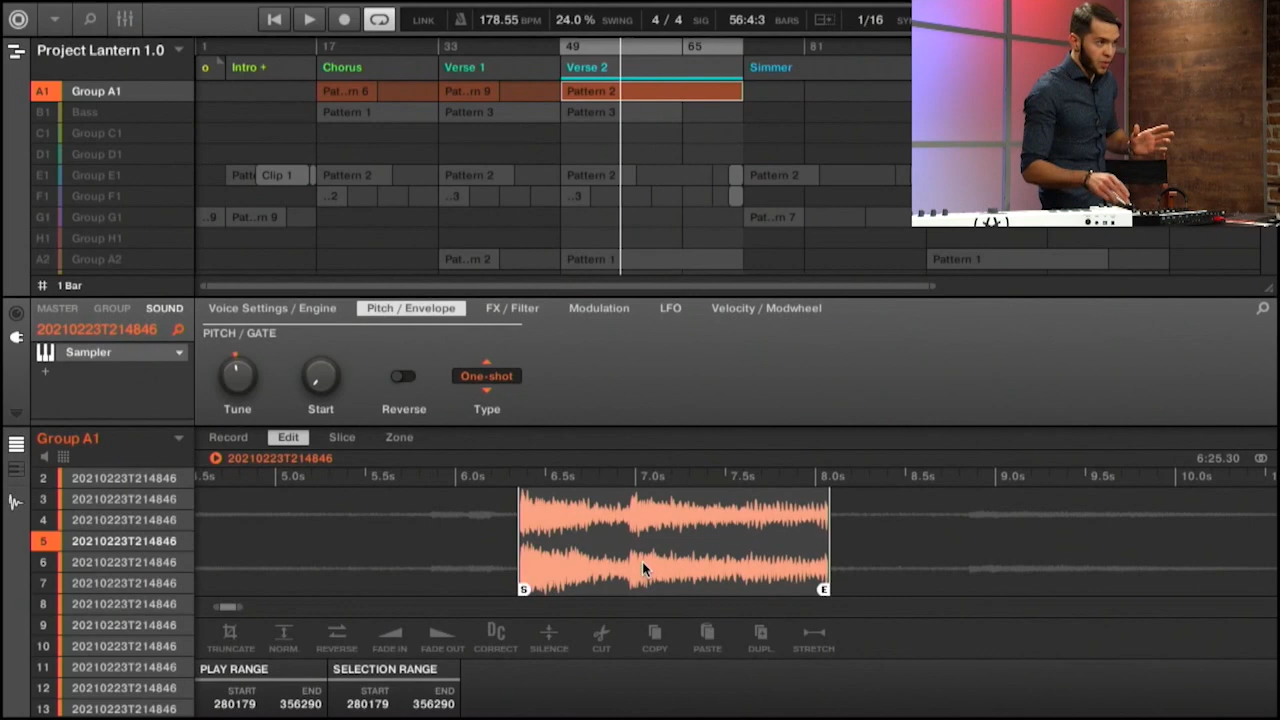 LINK 178.55 BPM 24.0 % SWING 4 / 4 SIG 56:4:3 BARS 1/16
Project Lantern 1.0 1 17 33 49 65 81
o Intro + Chorus Verse 1 Verse 2 Simmer
A1 Group A1 Pat..rn 6 Pat..rn 9 Pattern 2
B1 Bass Pattern 1 Pattern 3 Pattern 3
C1 Group C1
D1 Group D1
E1 Group E1 Clip 1 Pattern 2 Pattern 2 Pattern 2 Pattern 2
F1 Group F1 ..2 ..3 ..3
G1 Group G1 ..9 Pat..rn 9 Pat..rn 7
H1 Group H1
A2 Group A2 Pat..rn 2 Pattern 1 Pattern 1
1 Bar
MASTER GROUP SOUND Voice Settings / Engine Pitch / Envelope FX / Filter Modulation LFO Velocity / Modwheel
20210223T214846 PITCH / GATE
Sampler
+
One-shot
Tune Start Reverse Type
Group A1 Record Edit Slice Zone
20210223T214846 6:25.30
.5s 5.0s 5.5s 6.0s 6.5s 7.0s 7.5s 8.0s 8.5s 9.0s 9.5s 10.0s
2 20210223T214846
3 20210223T214846
4 20210223T214846
5 20210223T214846
6 20210223T214846
7 20210223T214846
8 20210223T214846
9 20210223T214846
10 20210223T214846
11 20210223T214846
12 20210223T214846
13 20210223T214846
S E
DC
TRUNCATE NORM. REVERSE FADE IN FADE OUT CORRECT SILENCE CUT COPY PASTE DUPL. STRETCH
PLAY RANGE SELECTION RANGE
START END START END
280179 356290 280179 356290